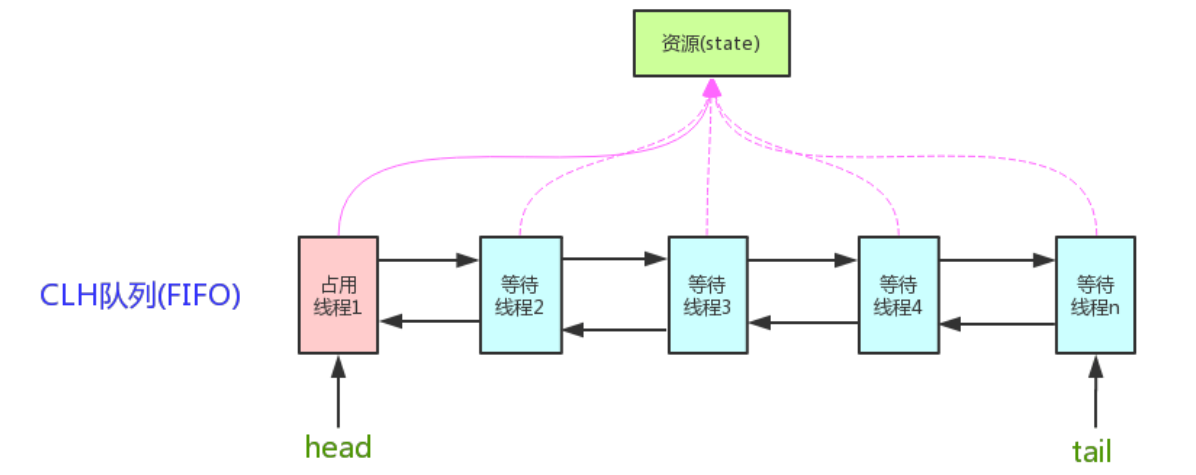 资源(state)
CLH队列(FIFO)
占用
线程1
等待
线程2
等待
线程3
等待
线程4
等待
线程n
head
tail